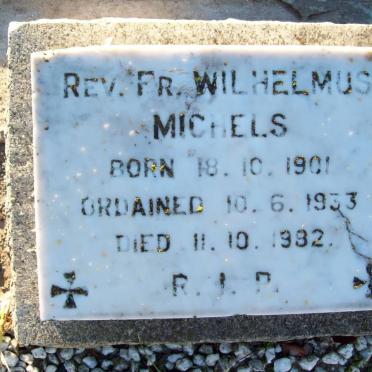 REV. FR. WILHELMUS
MICHELS
BORN 18.10.1901
ORDAINED 10.6.1933
DIED 11.10.1982.
R.I.P.